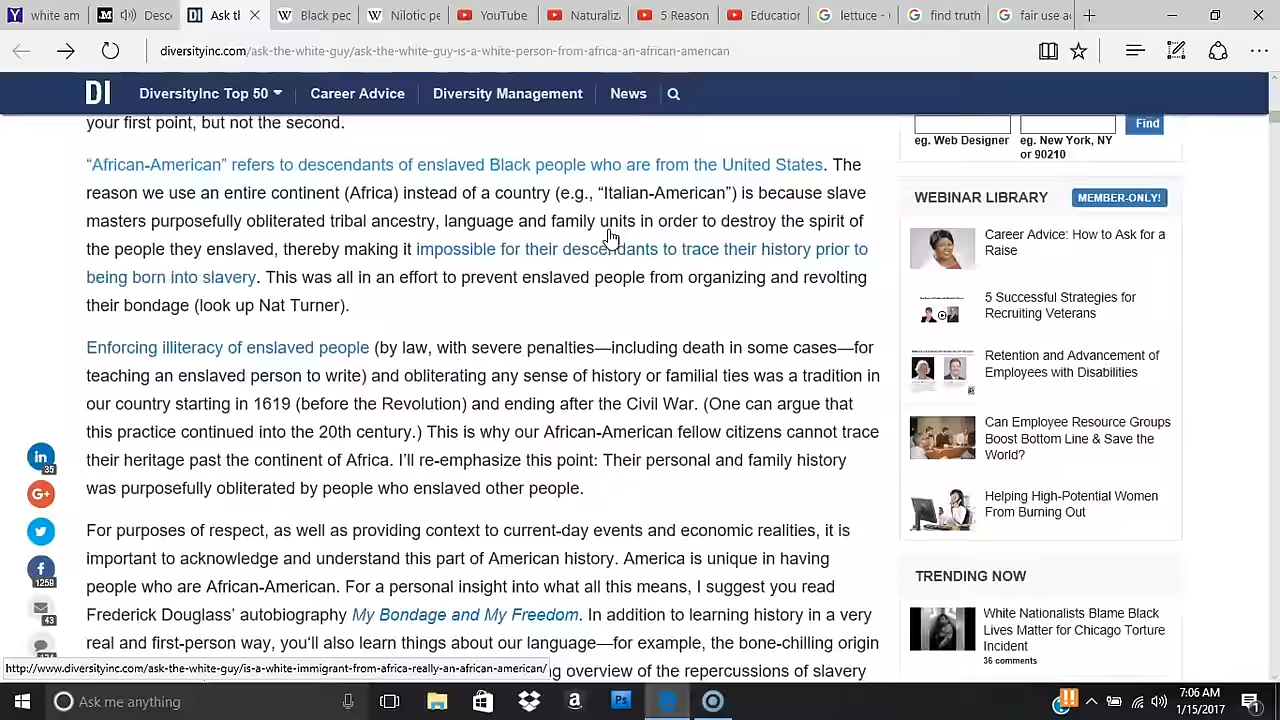 white am
Desc
Ask th
Black pec
Nilotic pe
YouTube
Naturaliz
5 Reason
Education
lettuce -
find truth
fair use ac
diversityinc.com/ask-the-white-guy/ask-the-white-guy-is-a-white-person-from-africa-an-african-american
DI
DiversityInc Top 50
Career Advice
Diversity Management
News
your first point, but not the second.
“African-American” refers to descendants of enslaved Black people who are from the United States. The
reason we use an entire continent (Africa) instead of a country (e.g., “Italian-American”) is because slave
masters purposefully obliterated tribal ancestry, language and family units in order to destroy the spirit of
the people they enslaved, thereby making it impossible for their descendants to trace their history prior to
being born into slavery. This was all in an effort to prevent enslaved people from organizing and revolting
their bondage (look up Nat Turner).
Enforcing illiteracy of enslaved people (by law, with severe penalties—including death in some cases—for
teaching an enslaved person to write) and obliterating any sense of history or familial ties was a tradition in
our country starting in 1619 (before the Revolution) and ending after the Civil War. (One can argue that
this practice continued into the 20th century.) This is why our African-American fellow citizens cannot trace
their heritage past the continent of Africa. I’ll re-emphasize this point: Their personal and family history
was purposefully obliterated by people who enslaved other people.
For purposes of respect, as well as providing context to current-day events and economic realities, it is
important to acknowledge and understand this part of American history. America is unique in having
people who are African-American. For a personal insight into what all this means, I suggest you read
Frederick Douglass’ autobiography My Bondage and My Freedom. In addition to learning history in a very
real and first-person way, you’ll also learn things about our language—for example, the bone-chilling origin
ng overview of the repercussions of slavery
in
35
G+
f
1259
43
eg. Web Designer
eg. New York, NY
or 90210
Find
WEBINAR LIBRARY
MEMBER-ONLY!
Career Advice: How to Ask for a
Raise
5 Successful Strategies for
Recruiting Veterans
Retention and Advancement of
Employees with Disabilities
Can Employee Resource Groups
Boost Bottom Line & Save the
World?
Helping High-Potential Women
From Burning Out
TRENDING NOW
White Nationalists Blame Black
Lives Matter for Chicago Torture
Incident
36 comments
http://www.diversityinc.com/ask-the-white-guy/is-a-white-immigrant-from-africa-really-an-african-american/
Ask me anything
7:06 AM
1/15/2017